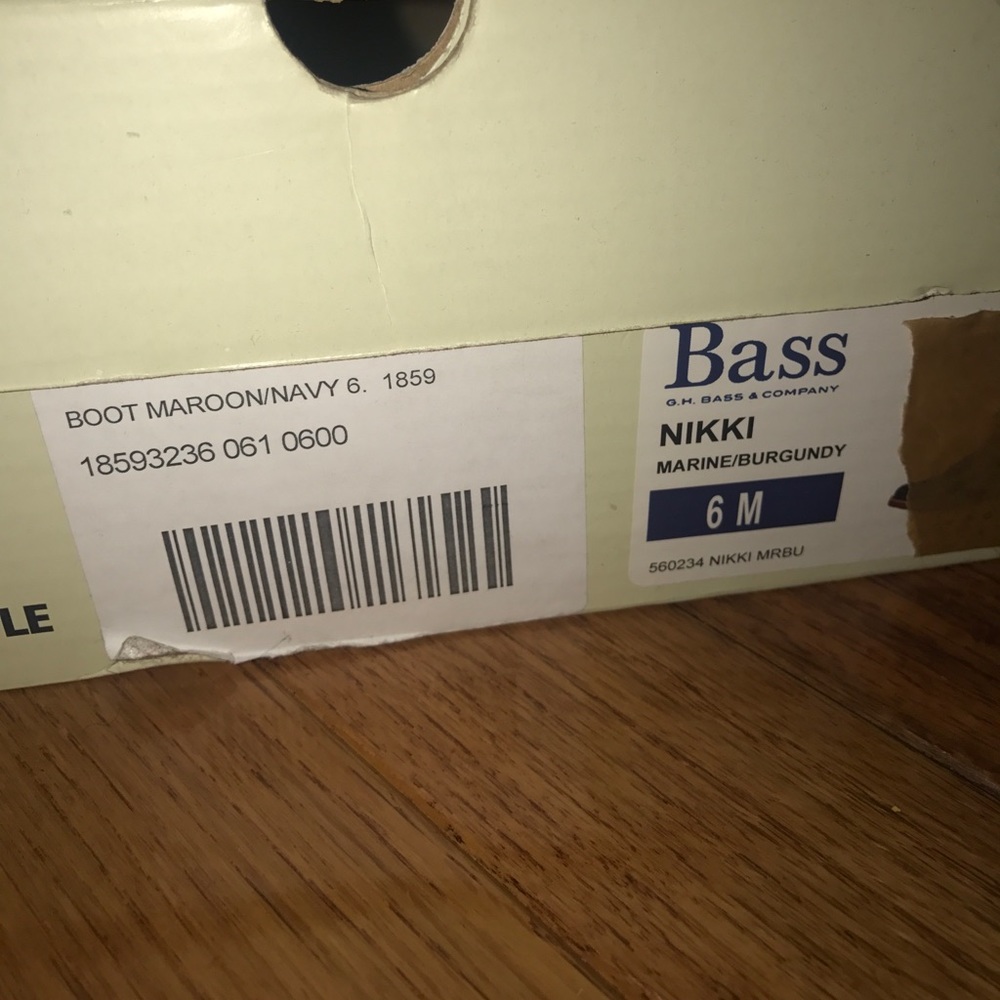 BOOT MAROON/NAVY 6. 1859
18593236 061 0600
LE
Bass
G.H. BASS & COMPANY
NIKKI
MARINE/BURGUNDY
6 M
560234 NIKKI MRBU